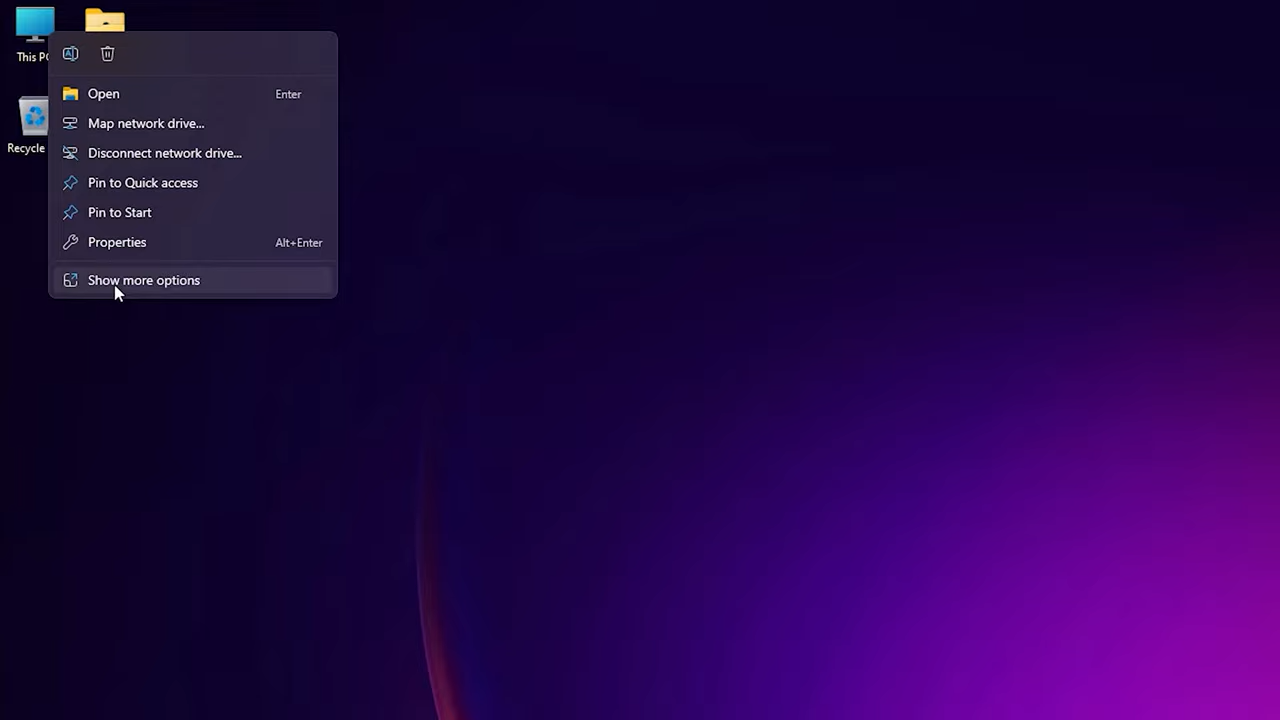 This PC
Recycle
Open Enter
Map network drive...
Disconnect network drive...
Pin to Quick access
Pin to Start
Properties Alt+Enter
Show more options